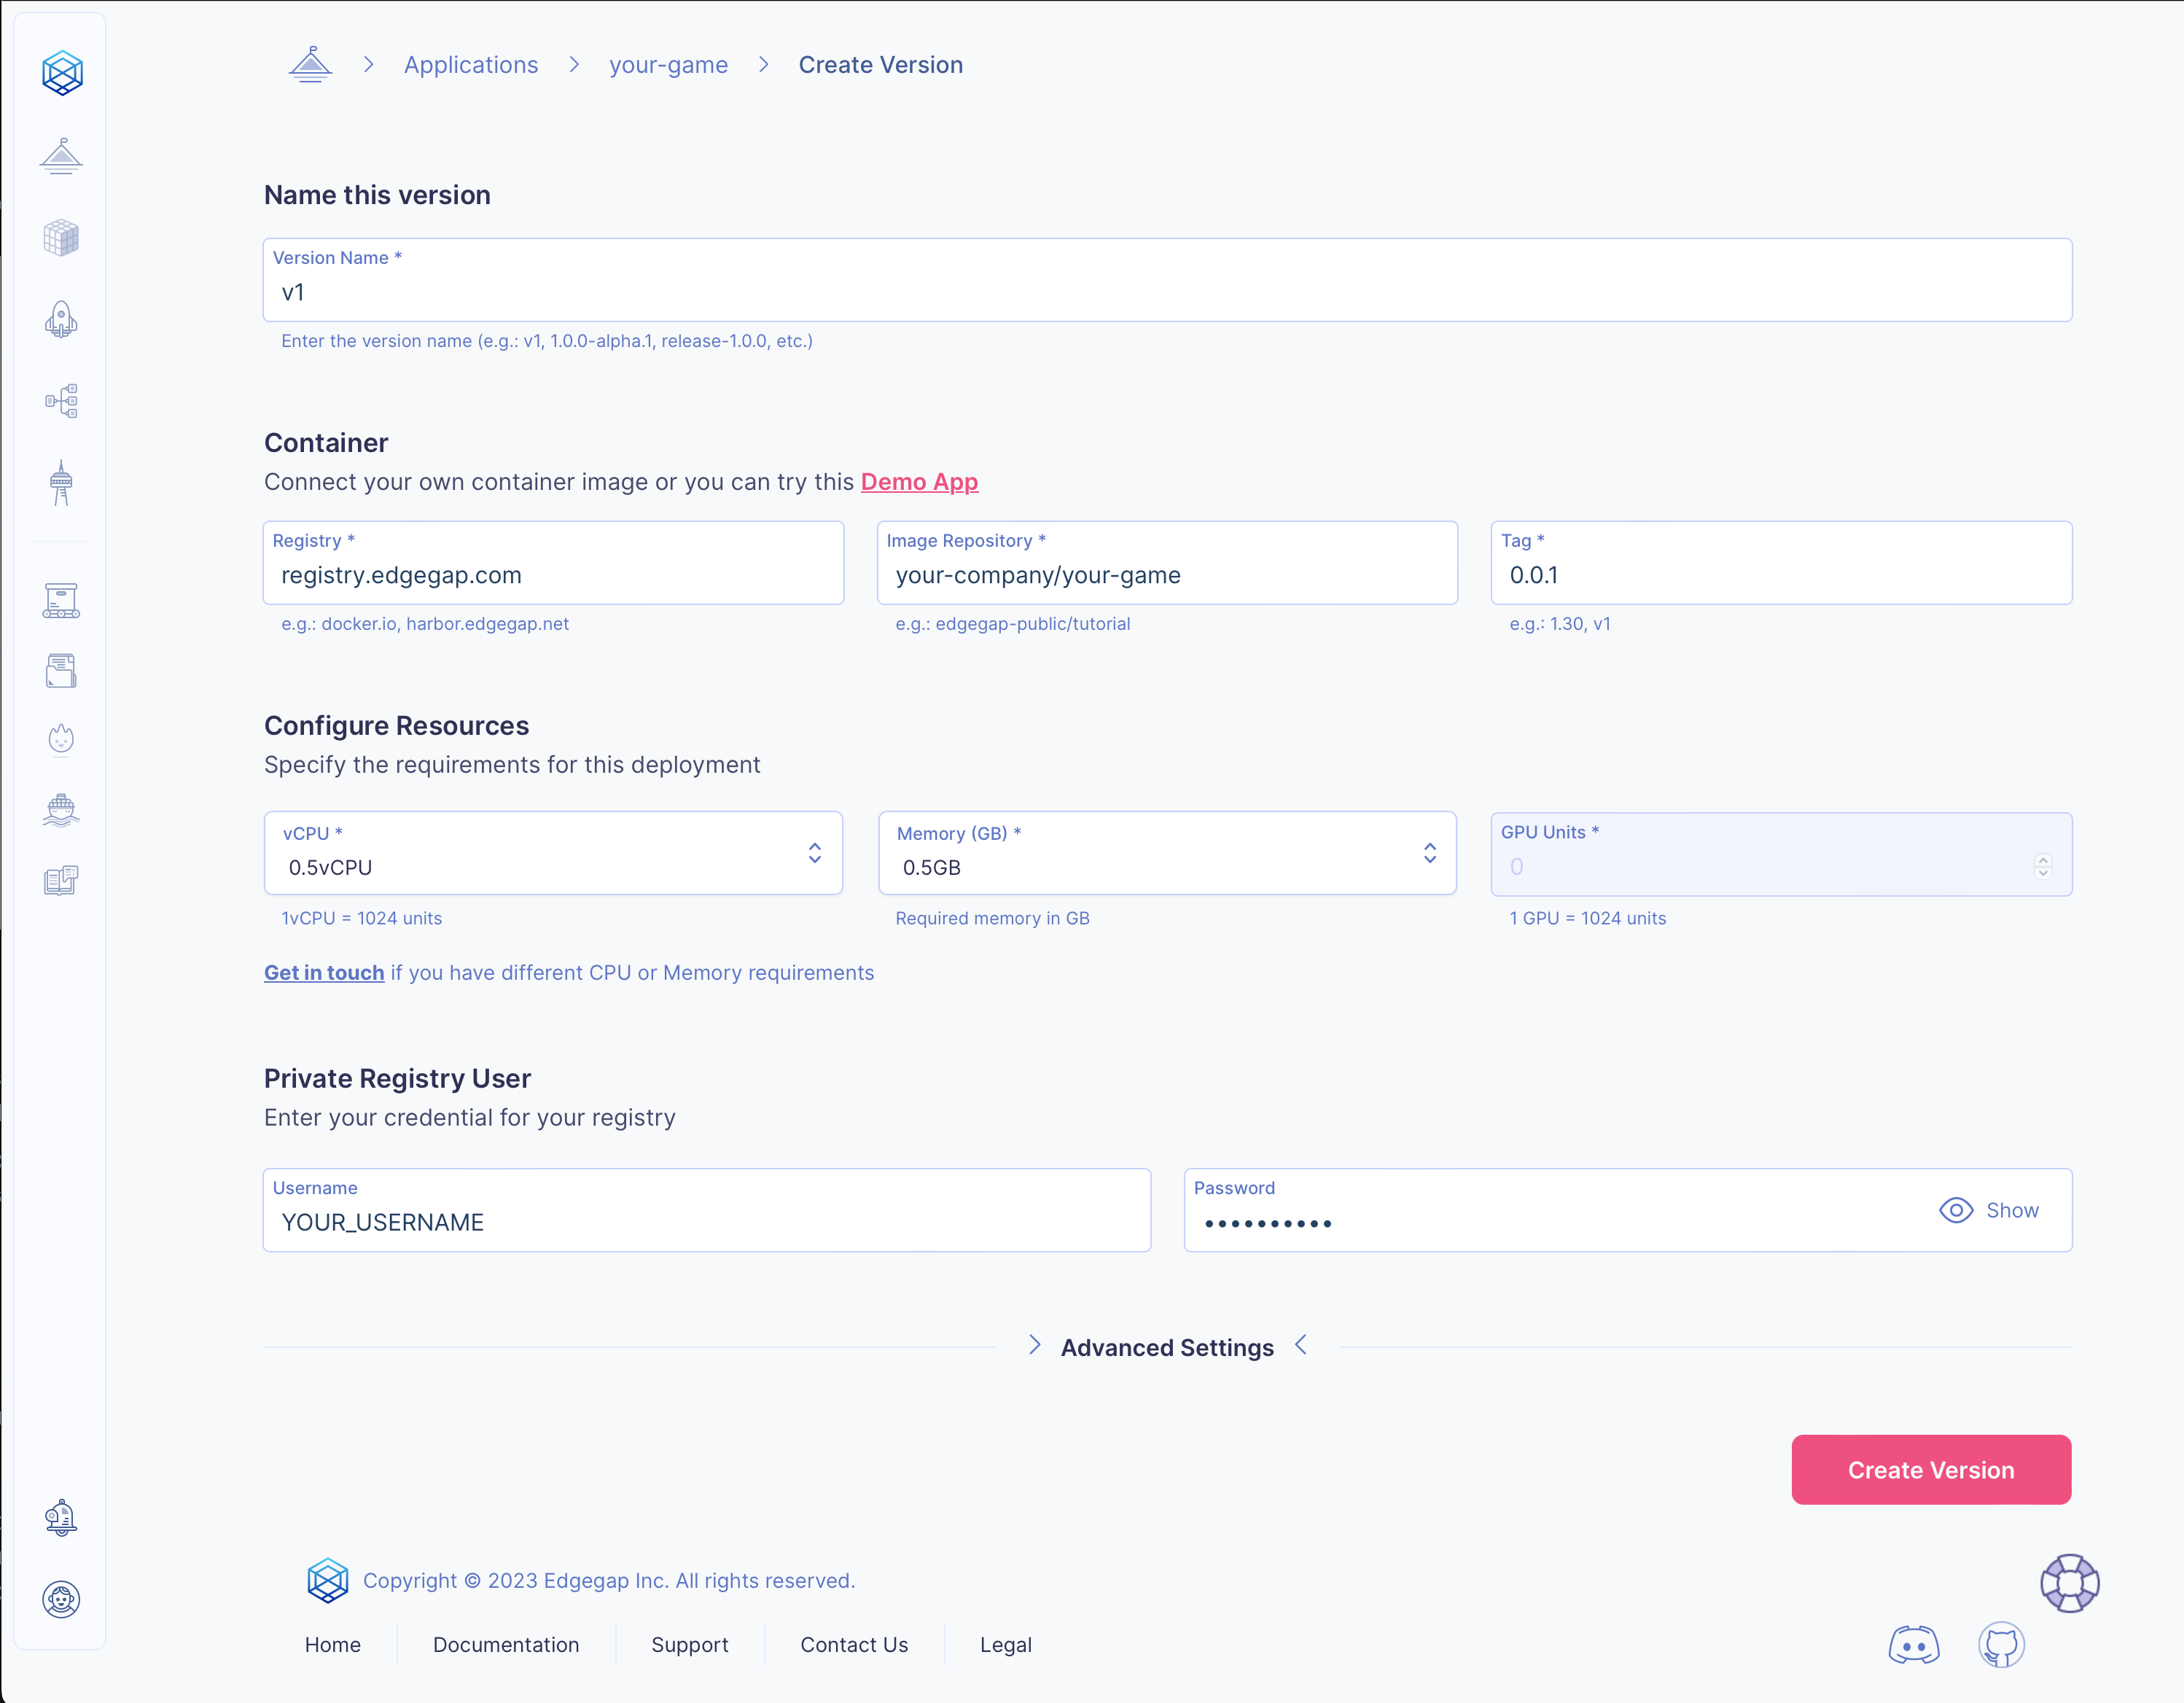 Applications your-game Create Version
Name this version
Version Name *
v1
Enter the version name (e.g.: v1, 1.0.0-alpha.1, release-1.0.0, etc.)
Container
Connect your own container image or you can try this Demo App
Registry * Image Repository * Tag *
registry.edgegap.com your-company/your-game 0.0.1
e.g.: docker.io, harbor.edgegap.net e.g.: edgegap-public/tutorial e.g.: 1.30, v1
Configure Resources
Specify the requirements for this deployment
vCPU * Memory (GB) * GPU Units *
0.5vCPU 0.5GB 0
1vCPU = 1024 units Required memory in GB 1 GPU = 1024 units
Get in touch if you have different CPU or Memory requirements
Private Registry User
Enter your credential for your registry
Username Password
YOUR_USERNAME •••••••••• Show
Advanced Settings
Create Version
Copyright © 2023 Edgegap Inc. All rights reserved.
Home Documentation Support Contact Us Legal